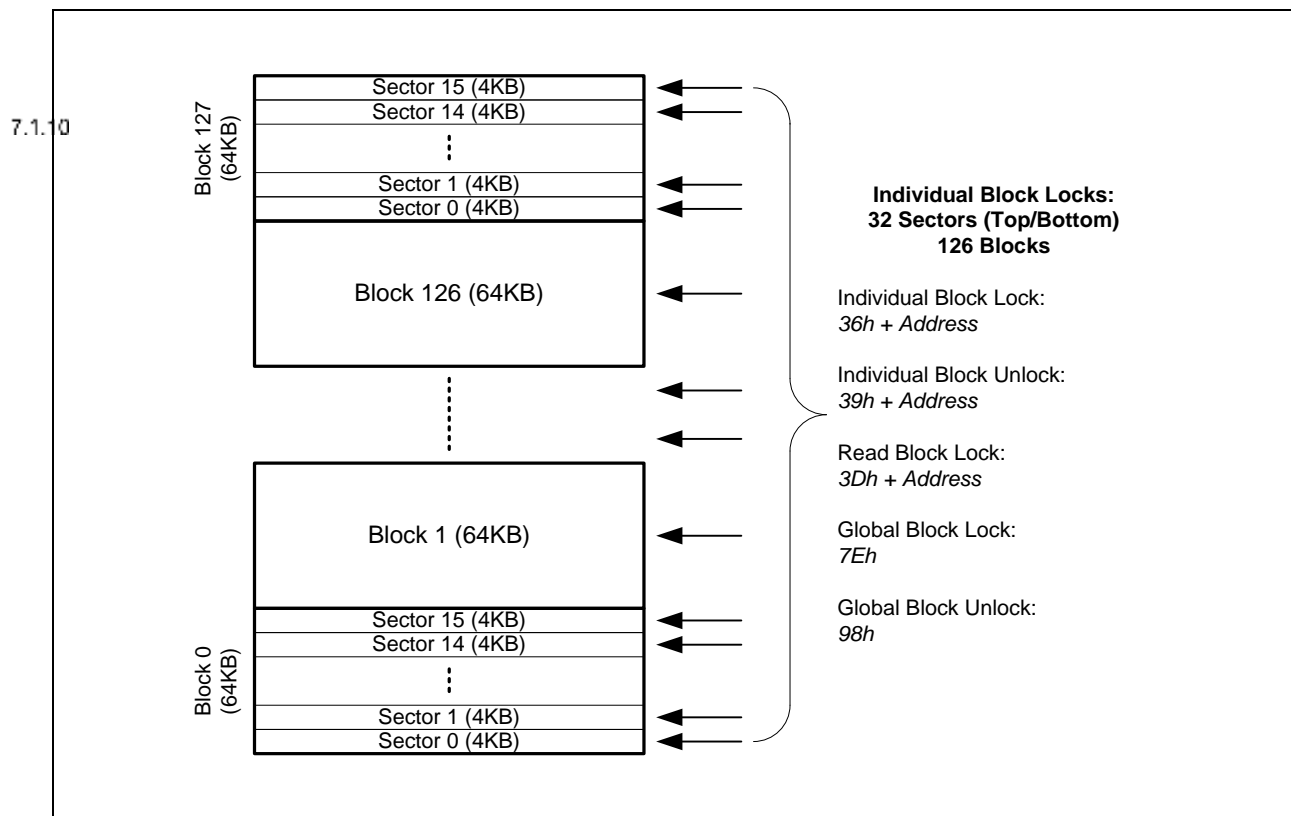 7.1.10
Block 127
(64KB)
Sector 15 (4KB)
Sector 14 (4KB)
Sector 1 (4KB)
Sector 0 (4KB)
Block 126 (64KB)
Block 1 (64KB)
Block 0
(64KB)
Sector 15 (4KB)
Sector 14 (4KB)
Sector 1 (4KB)
Sector 0 (4KB)
Individual Block Locks:
32 Sectors (Top/Bottom)
126 Blocks
Individual Block Lock:
36h + Address
Individual Block Unlock:
39h + Address
Read Block Lock:
3Dh + Address
Global Block Lock:
7Eh
Global Block Unlock:
98h